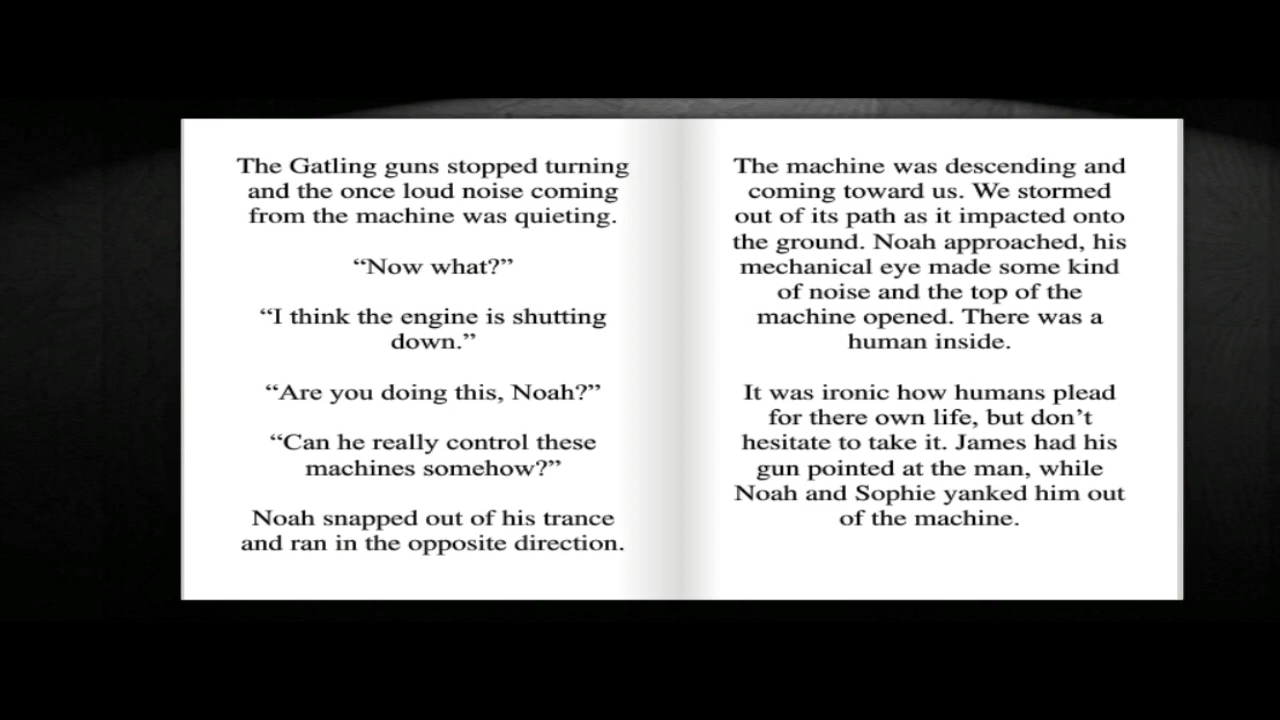 The Gatling guns stopped turning
and the once loud noise coming
from the machine was quieting.
“Now what?”
“I think the engine is shutting
down.”
“Are you doing this, Noah?”
“Can he really control these
machines somehow?”
Noah snapped out of his trance
and ran in the opposite direction.
The machine was descending and
coming toward us. We stormed
out of its path as it impacted onto
the ground. Noah approached, his
mechanical eye made some kind
of noise and the top of the
machine opened. There was a
human inside.
It was ironic how humans plead
for there own life, but don’t
hesitate to take it. James had his
gun pointed at the man, while
Noah and Sophie yanked him out
of the machine.